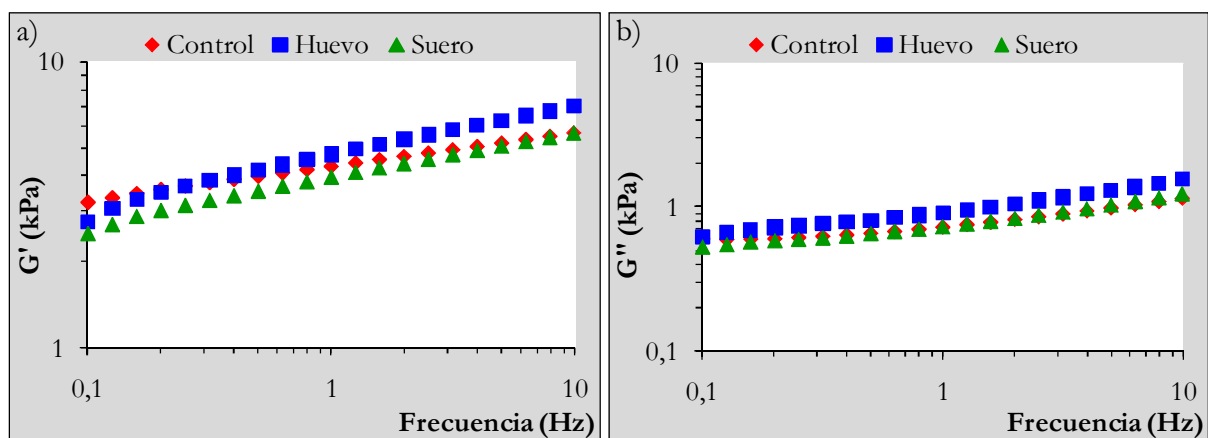 a)
Control Huevo Suero
10
G' (kPa)
1
0,1 1 10
Frecuencia (Hz)
b)
Control Huevo Suero
10
1
G'' (kPa)
0,1
0,1 1 10
Frecuencia (Hz)